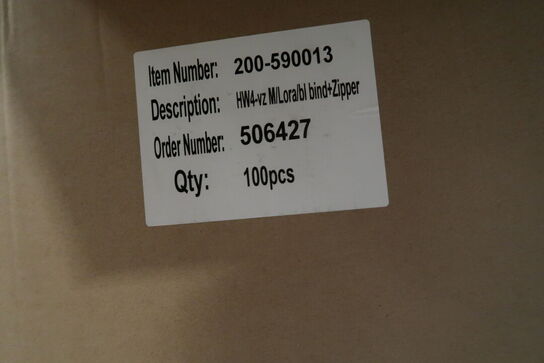 Item Number: 200-590013
Description: HW4-vz M/Lora/bl bind+Zipper
Order Number: 506427
Qty: 100pcs